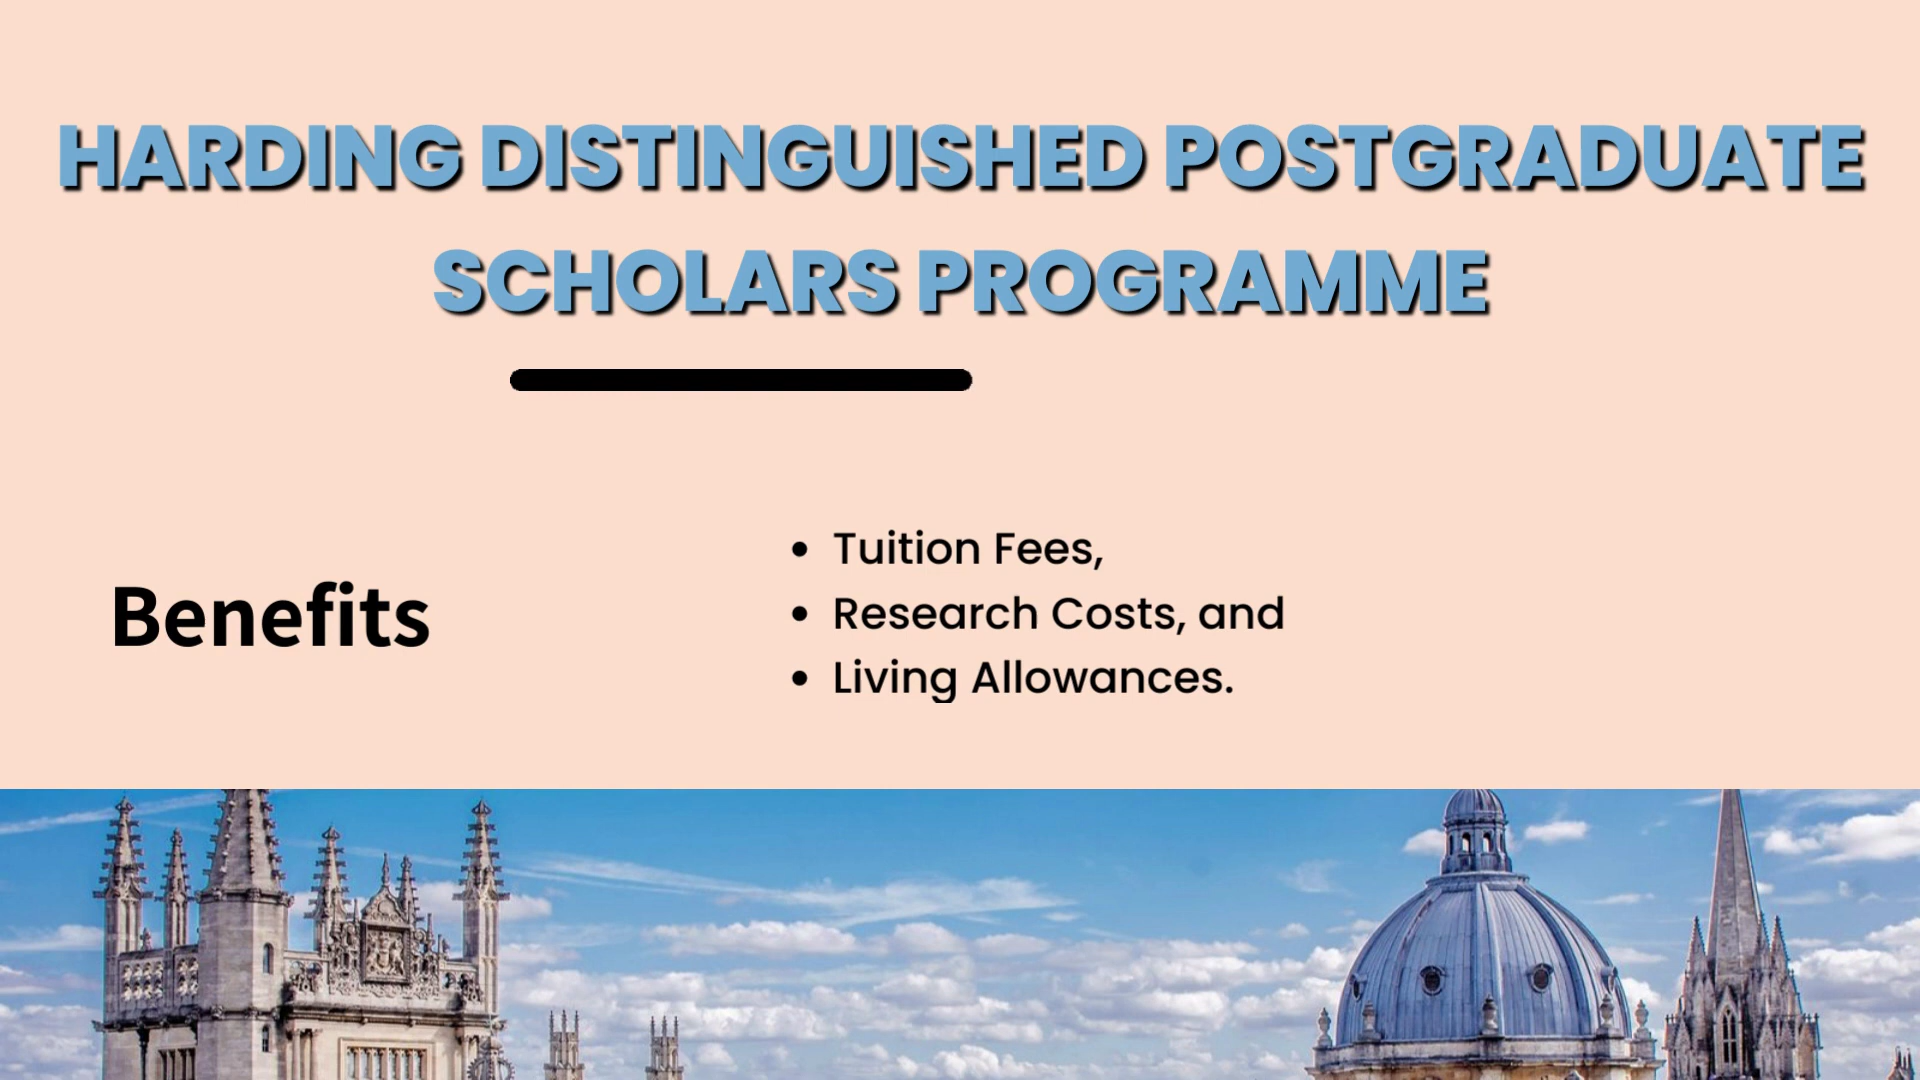 HARDING DISTINGUISHED POSTGRADUATE
SCHOLARS PROGRAMME
Benefits
• Tuition Fees,
• Research Costs, and
• Living Allowances.